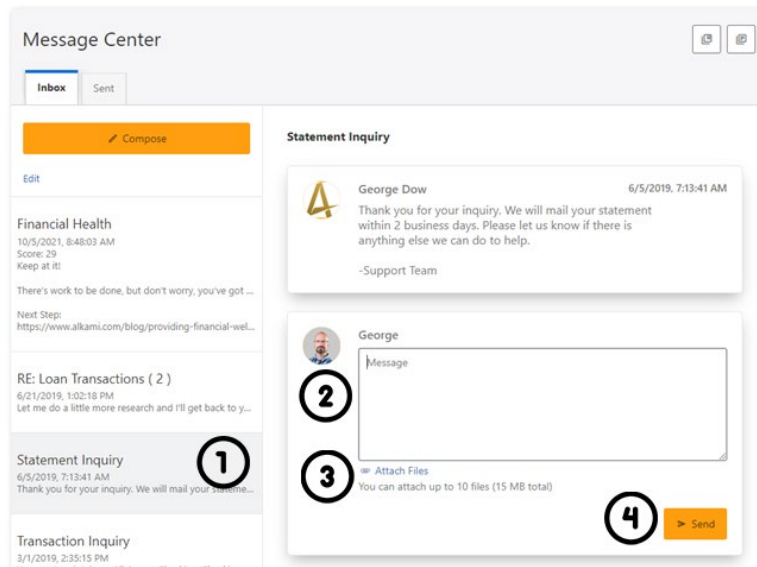 Message Center
Inbox
Sent
Compose
Edit
Financial Health
10/5/2021, 8:48:03 AM
Score: 29
Keep at it!
There's work to be done, but don't worry, you've got ...
Next Step:
https://www.alkami.com/blog/providing-financial-wel...
RE: Loan Transactions ( 2 )
6/21/2019, 1:02:18 PM
Let me do a little more research and I'll get back to y...
Statement Inquiry
1
6/5/2019, 7:13:41 AM
Thank you for your inquiry. We will mail your stateme...
Transaction Inquiry
3/1/2019, 2:35:15 PM
Statement Inquiry
George Dow
6/5/2019, 7:13:41 AM
Thank you for your inquiry. We will mail your statement
within 2 business days. Please let us know if there is
anything else we can do to help.
-Support Team
George
Message
2
3
Attach Files
You can attach up to 10 files (15 MB total)
4
Send